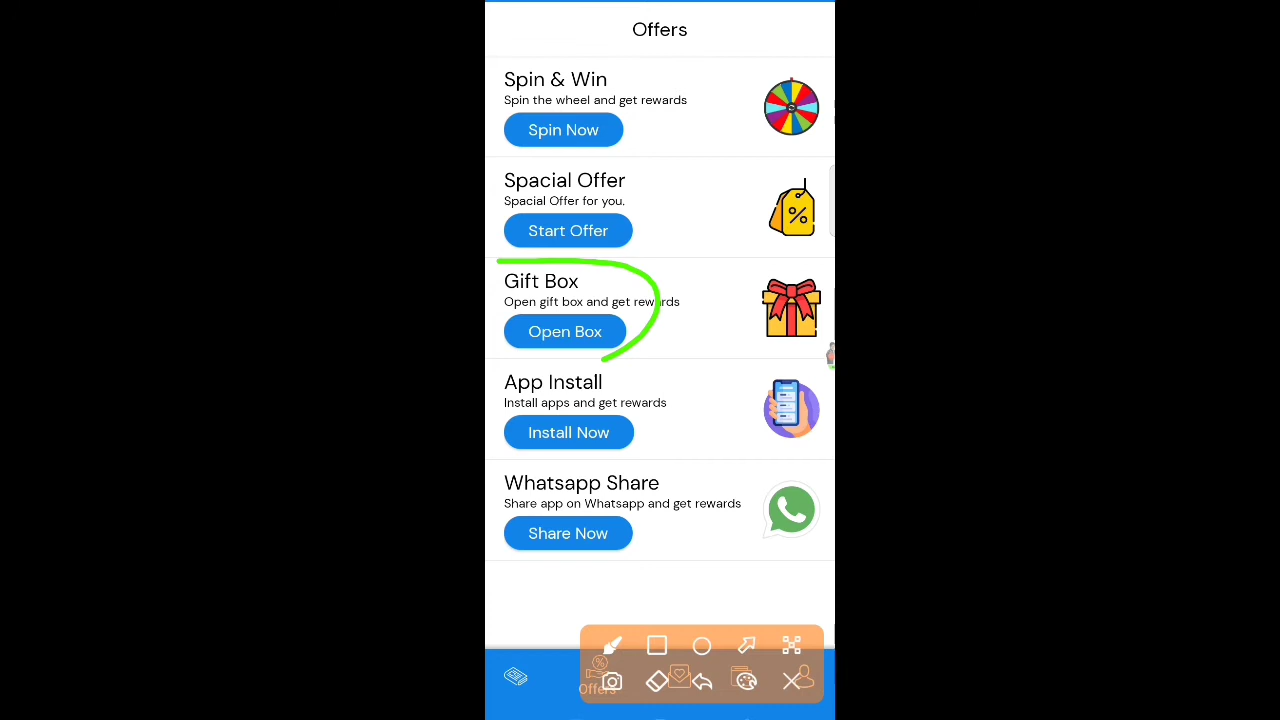 Offers
Spin & Win
Spin the wheel and get rewards
Spin Now
Spacial Offer
Spacial Offer for you.
Start Offer
Gift Box
Open gift box and get rewards
Open Box
App Install
Install apps and get rewards
Install Now
Whatsapp Share
Share app on Whatsapp and get rewards
Share Now
Offers